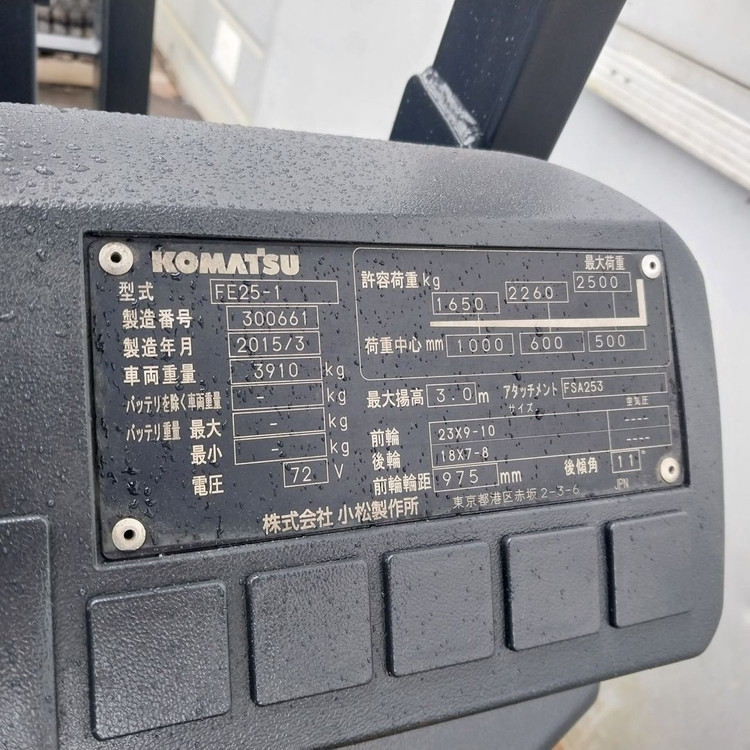 KOMATSU
型式 FE25-1
製造番号 300661
製造年月 2015/3
車両重量 3910 kg
バッテリを除く車両重量 - kg
バッテリ重量 最大 - kg
最小 - kg
電圧 72 V
許容荷重 kg 1650 2260 最大荷重 2500
荷重中心 mm 1000 600 500
最大揚高 3.0 m アタッチメント FSA253
サイズ 空気圧
前輪 23X9-10 ----
後輪 18X7-8 ----
前輪輪距 975 mm 後傾角 11°
株式会社 小松製作所 東京都港区赤坂 2-3-6 JPN